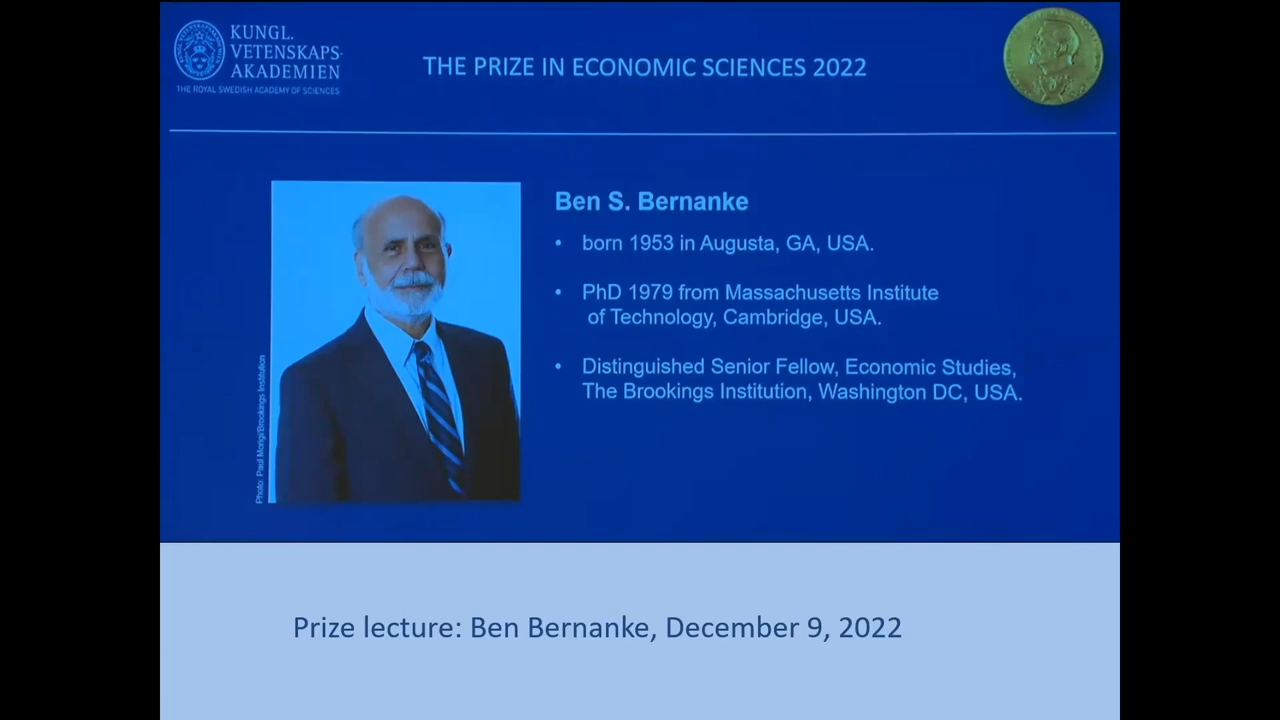 KUNGL.
VETENSKAPS-
AKADEMIEN
THE ROYAL SWEDISH ACADEMY OF SCIENCES
THE PRIZE IN ECONOMIC SCIENCES 2022
Ben S. Bernanke
• born 1953 in Augusta, GA, USA.
• PhD 1979 from Massachusetts Institute
of Technology, Cambridge, USA.
• Distinguished Senior Fellow, Economic Studies,
The Brookings Institution, Washington DC, USA.
Photo: Paul Morigi/Brookings Institution
Prize lecture: Ben Bernanke, December 9, 2022